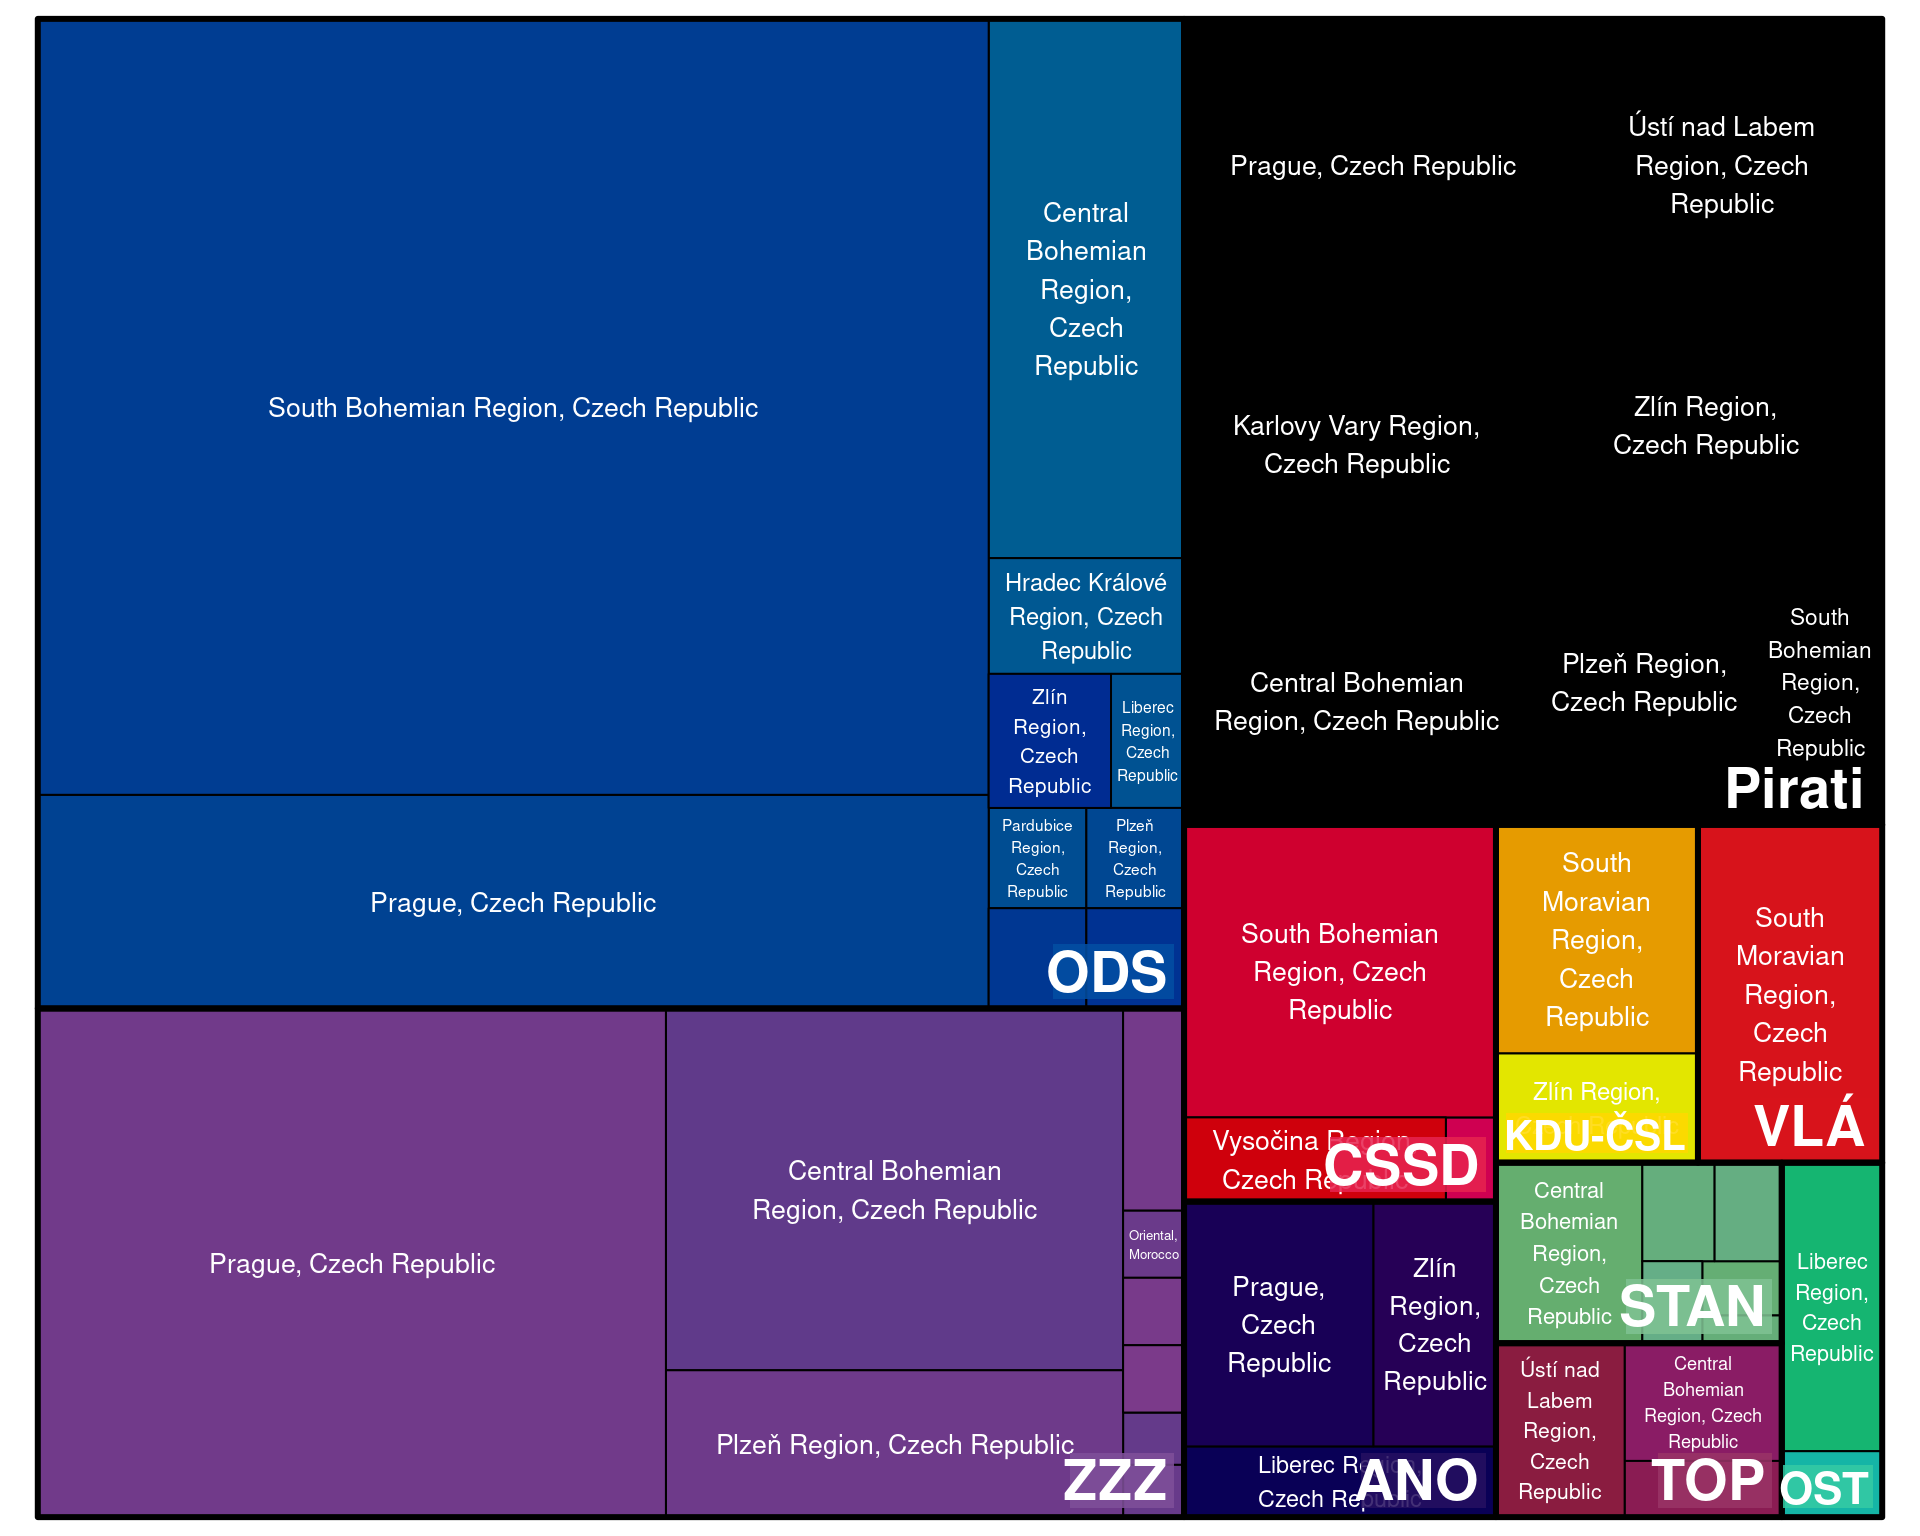 South Bohemian Region, Czech Republic
Prague, Czech Republic
Central
Bohemian
Region,
Czech
Republic
Hradec Králové
Region, Czech
Republic
Zlín
Region,
Czech
Republic
Liberec
Region,
Czech
Republic
Pardubice
Region,
Czech
Republic
Plzeň
Region,
Czech
Republic
ODS
Prague, Czech Republic
Central Bohemian
Region, Czech Republic
Plzeň Region, Czech Republic
Oriental,
Morocco
ZZZ
Prague, Czech Republic
Ústí nad Labem
Region, Czech
Republic
Karlovy Vary Region,
Czech Republic
Zlín Region,
Czech Republic
Central Bohemian
Region, Czech Republic
Plzeň Region,
Czech Republic
South
Bohemian
Region,
Czech
Republic
Pirati
South Bohemian
Region, Czech
Republic
Vysočina Region,
Czech Republic
CSSD
South
Moravian
Region,
Czech
Republic
Zlín Region,
KDU-ČSL
South
Moravian
Region,
Czech
Republic
VLÁ
Prague,
Czech
Republic
Zlín
Region,
Czech
Republic
Liberec Region,
Czech Republic
ANO
Central
Bohemian
Region,
Czech
Republic
STAN
Liberec
Region,
Czech
Republic
OST
Ústí nad
Labem
Region,
Czech
Republic
Central
Bohemian
Region, Czech
Republic
TOP